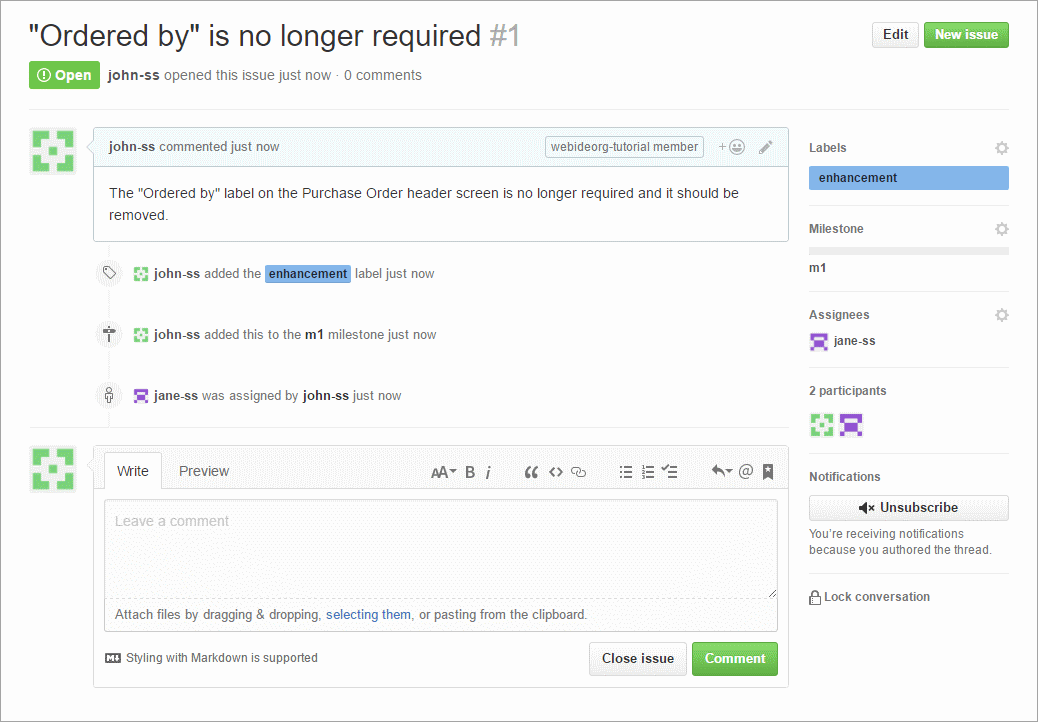 "Ordered by" is no longer required #1
Edit
New issue
Open
john-ss opened this issue just now · 0 comments
john-ss commented just now
webideorg-tutorial member
The "Ordered by" label on the Purchase Order header screen is no longer required and it should be
removed.
john-ss added the enhancement label just now
john-ss added this to the m1 milestone just now
jane-ss was assigned by john-ss just now
Labels
enhancement
Milestone
m1
Assignees
jane-ss
2 participants
Notifications
Unsubscribe
You're receiving notifications
because you authored the thread.
Lock conversation
Write
Preview
AA B i
Leave a comment
Attach files by dragging & dropping, selecting them, or pasting from the clipboard.
Styling with Markdown is supported
Close issue
Comment